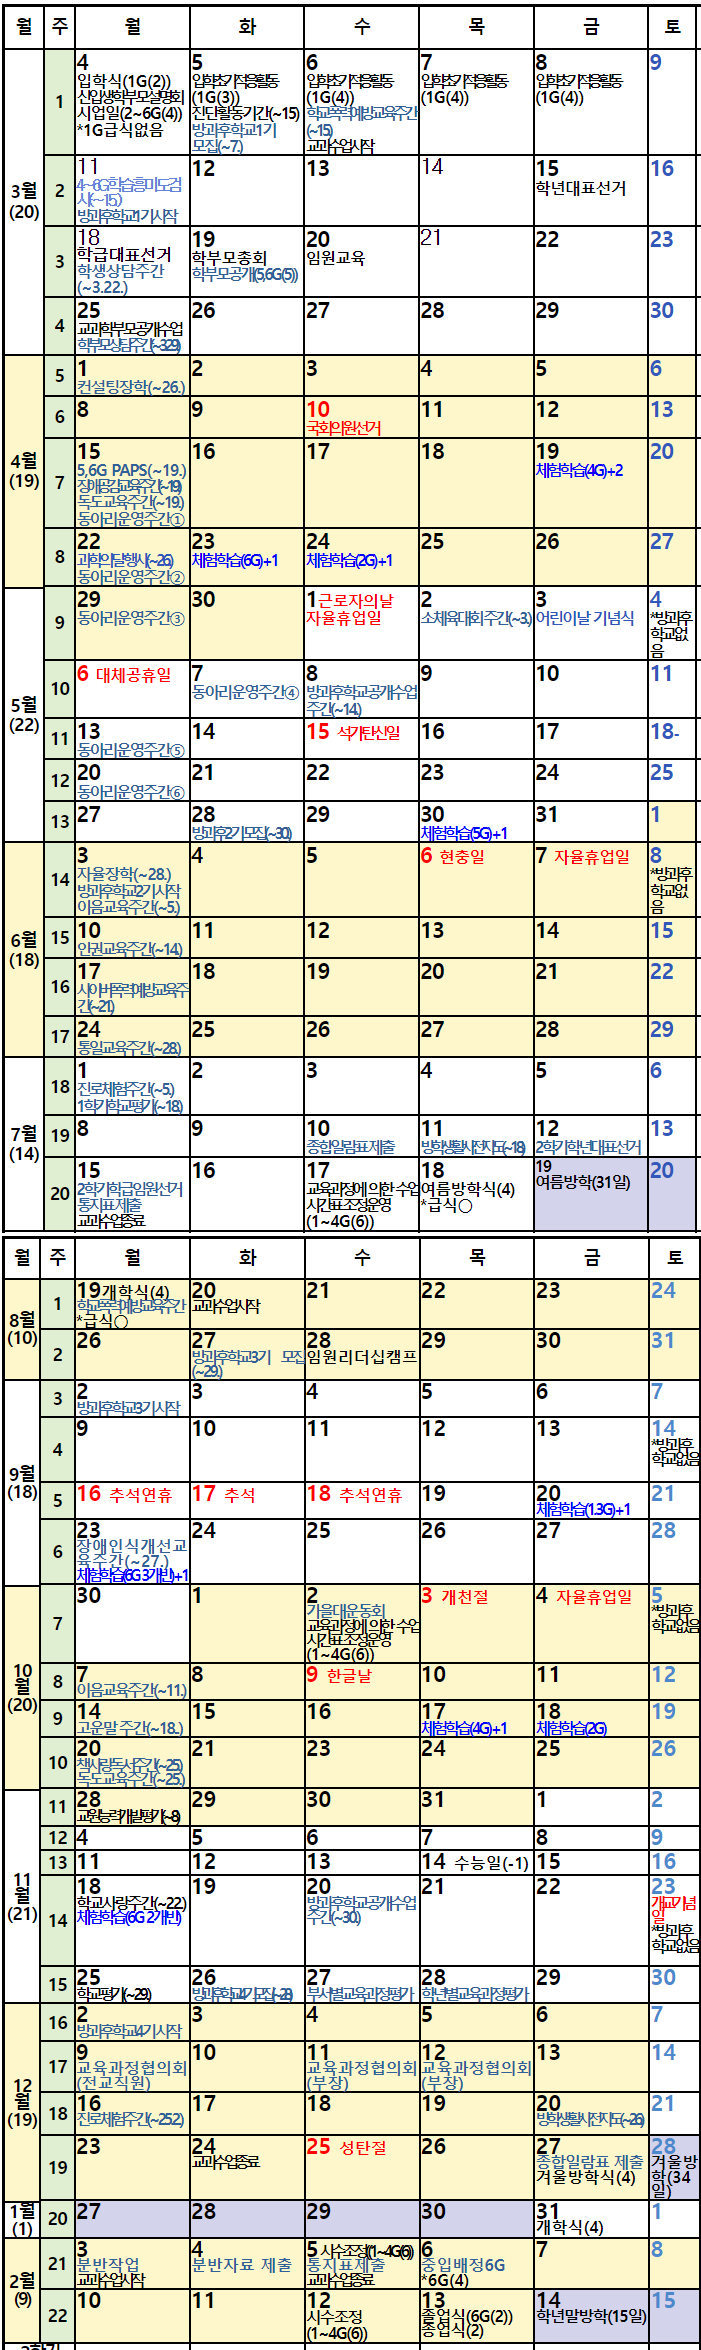 월 주 월 화 수 목 금 토
3월
(20)
1
4
입학식(1G(2))
신입생학부모설명회
시업일(2~6G(4))
*1G급식없음
5
입학초기적응활동
(1G(3))
진단활동기간(~15)
방과후학교1기
모집(~7.)
6
입학초기적응활동
(1G(4))
학교폭력예방교육주간
(~15)
교과수업시작
7
입학초기적응활동
(1G(4))
8
입학초기적응활동
(1G(4))
9
2
11
4~6G학습흥미도검
사(~15.)
방과후학교1기시작
12
13
14
15
학년대표선거
16
3
18
학급대표선거
학생상담주간
(~3.22.)
19
학부모총회
학부모공개(5,6G(5))
20
임원교육
21
22
23
4
25
교과학부모공개수업
학부모상담주간(~3.29.)
26
27
28
29
30
4월
(19)
5
1
컨설팅장학(~26.)
2
3
4
5
6
6
8
9
10
국회의원선거
11
12
13
7
15
5,6G PAPS(~19.)
장애공감교육주간(~19)
독도교육주간(~19.)
동아리운영주간①
16
17
18
19
체험학습(4G)+2
20
8
22
과학의달행사(~26)
동아리운영주간②
23
체험학습(6G)+1
24
체험학습(2G)+1
25
26
27
5월
(22)
9
29
동아리운영주간③
30
1근로자의날
자율휴업일
2
소체육대회주간(~3.)
3
어린이날 기념식
4
*방과후
학교없
음
10
6 대체공휴일
7
동아리운영주간④
8
방과후학교공개수업
주간(~14.)
9
10
11
11
13
동아리운영주간⑤
14
15 석가탄신일
16
17
18-
12
20
동아리운영주간⑥
21
22
23
24
25
13
27
28
방과후2기모집(~30.)
29
30
체험학습(5G)+1
31
1
6월
(18)
14
3
자율장학(~28.)
방과후학교2기시작
이음교육주간(~5.)
4
5
6 현충일
7 자율휴업일
8
*방과후
학교없
음
15
10
인권교육주간(~14.)
11
12
13
14
15
16
17
사이버폭력예방교육주
간(~21.)
18
19
20
21
22
17
24
통일교육주간(~28.)
25
26
27
28
29
7월
(14)
18
1
진로체험주간(~5.)
1학기학교평가(~18.)
2
3
4
5
6
19
8
9
10
종합일람표제출
11
방학생활사전지도(~18)
12
2학기학년대표선거
13
20
15
2학기학급임원선거
통지표제출
교과수업종료
16
17
교육과정에 의한 수업
시간표조정운영
(1~4G(6))
18
여름방학식(4)
*급식○
19
여름방학(31일)
20
월 주 월 화 수 목 금 토
8월
(10)
1
19개학식(4)
학교폭력예방교육주간
*급식○
20
교과수업시작
21
22
23
24
2
26
27
방과후학교3기 모집
(~29.)
28
임원리더십캠프
29
30
31
9월
(18)
3
2
방과후학교3기시작
3
4
5
6
7
4
9
10
11
12
13
14
*방과후
학교없음
5
16 추석연휴
17 추석
18 추석연휴
19
20
체험학습(1.3G)+1
21
6
23
장애인식개선교
육주간(~27.)
체험학습(6G 3개반)+1
24
25
26
27
28
10
월
(20)
7
30
1
2
가을대운동회
교육과정에 의한 수업
시간표조정운영
(1~4G(6))
3 개천절
4 자율휴업일
5
*방과후
학교없음
8
7
이음교육주간(~11.)
8
9 한글날
10
11
12
9
14
고운말 주간(~18..)
15
16
17
체험학습(4G)+1
18
체험학습(2G)
19
10
20
책사랑독서주간(~25)
독도교육주간(~25.)
21
23
24
25
26
11
월
(21)
11
28
교원능력개발평가(~8)
29
30
31
1
2
12
4
5
6
7
8
9
13
11
12
13
14 수능일(-1)
15
16
14
18
학교사랑주간(~22.)
체험학습(6G 2개반)
19
20
방과후학교공개수업
주간(~30.)
21
22
23
개교기념
일
*방과후
학교없음
15
25
학교평가(~29.)
26
방과후학교4기모집(~28)
27
부서별교육과정평가
28
학년별교육과정평가
29
30
12
월
(19)
16
2
방과후학교4기시작
3
4
5
6
7
17
9
교육과정협의회
(전교직원)
10
11
교육과정협의회
(부장)
12
교육과정협의회
(부장)
13
14
18
16
진로체험주간(~25.2)
17
18
19
20
방학생활사전지도(~26)
21
19
23
24
교과수업종료
25 성탄절
26
27
종합일람표 제출
겨울방학식(4)
28
겨울방
학(34
일)
1월
(1)
20
27
28
29
30
31
개학식(4)
1
2월
(9)
21
3
분반작업
교과수업시작
4
분반자료 제출
5 시수조정(1~4G(6))
통지표제출
교과수업종료
6
중입배정6G
*6G(4)
7
8
22
10
11
12
시수조정
(1~4G(6))
13
졸업식(6G(2))
종업식(2)
14
학년말방학(15일)
15